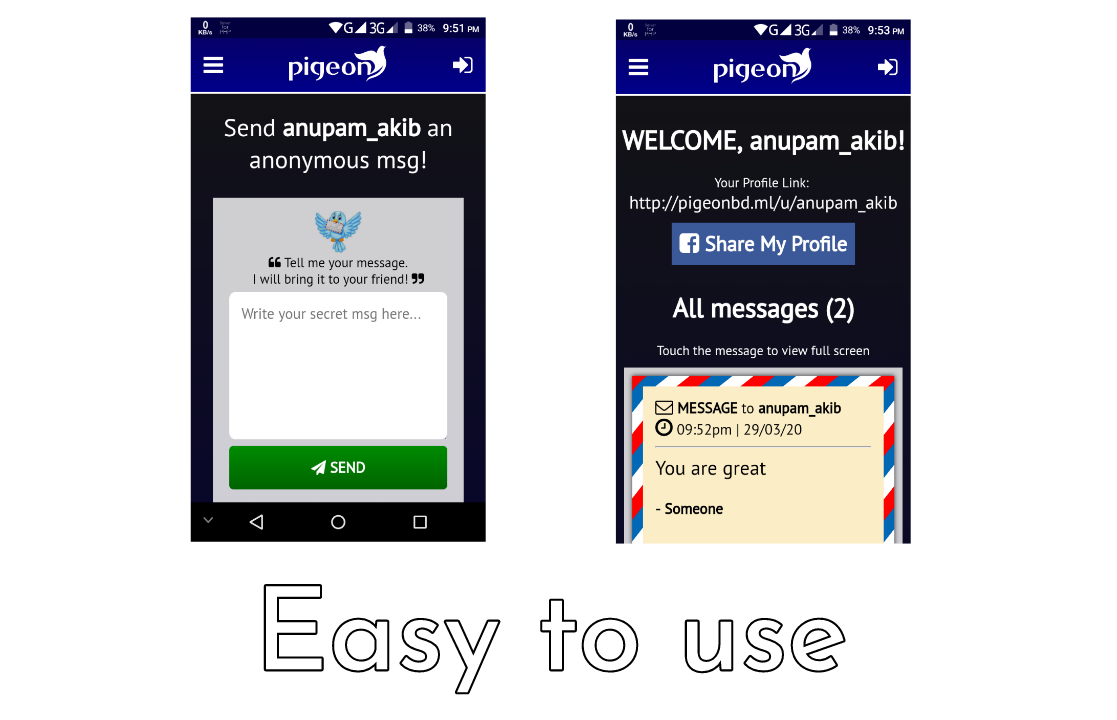 0
KB/s
G 3G 38% 9:51 PM
pigeon
Send anupam_akib an
anonymous msg!
❝ Tell me your message.
I will bring it to your friend! ❞
Write your secret msg here...
SEND
0
KB/s
G 3G 38% 9:53 PM
pigeon
WELCOME, anupam_akib!
Your Profile Link:
http://pigeonbd.ml/u/anupam_akib
Share My Profile
All messages (2)
Touch the message to view full screen
MESSAGE to anupam_akib
09:52pm | 29/03/20
You are great
- Someone
Easy to use